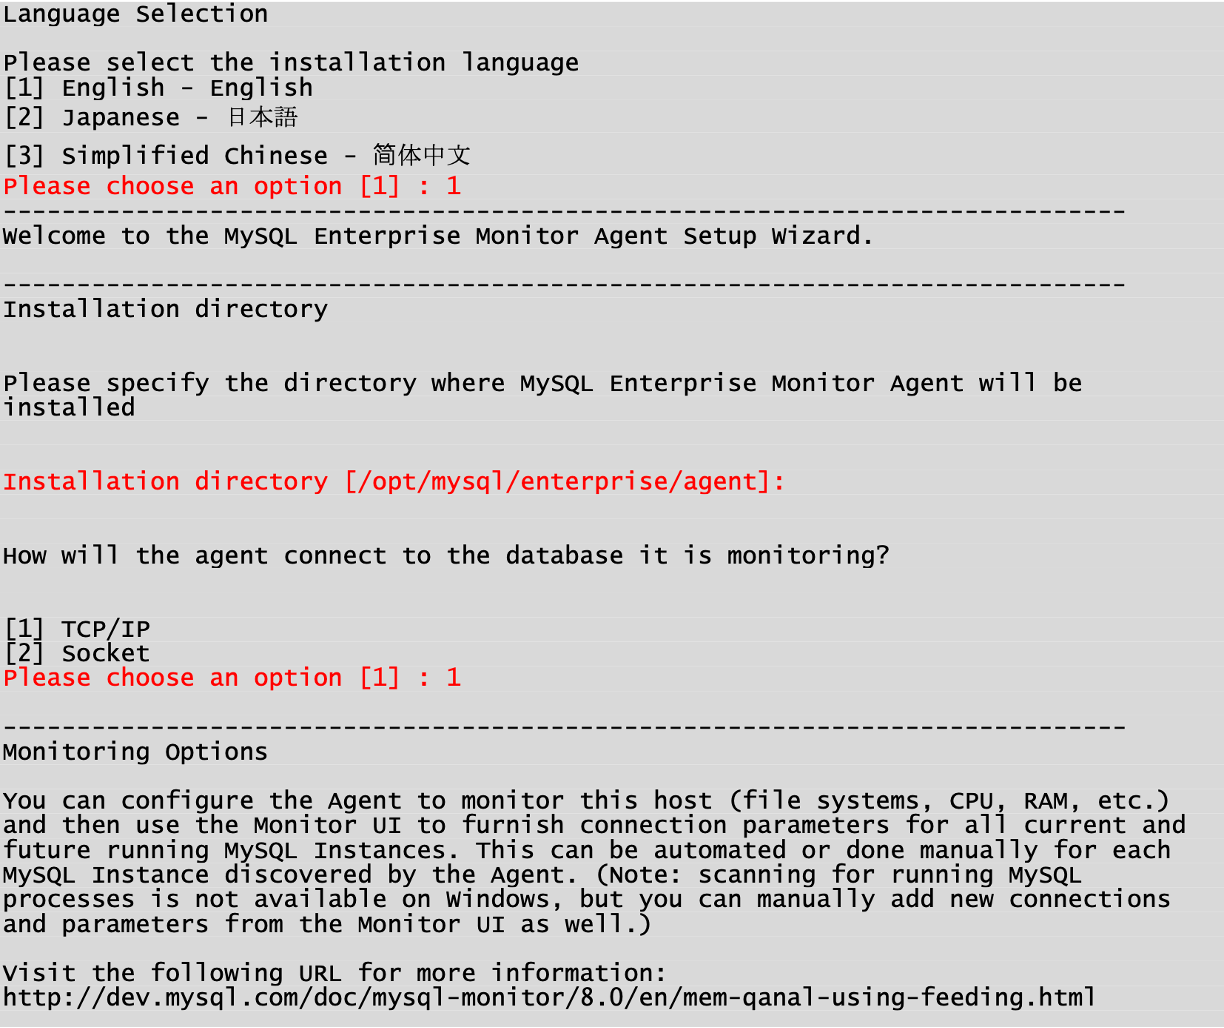 Language Selection
Please select the installation language
[1] English - English
[2] Japanese - 日本語
[3] Simplified Chinese - 简体中文
Please choose an option [1] : 1
----------------------------------------------------------------------------
Welcome to the MySQL Enterprise Monitor Agent Setup Wizard.
----------------------------------------------------------------------------
Installation directory
Please specify the directory where MySQL Enterprise Monitor Agent will be
installed
Installation directory [/opt/mysql/enterprise/agent]:
How will the agent connect to the database it is monitoring?
[1] TCP/IP
[2] Socket
Please choose an option [1] : 1
----------------------------------------------------------------------------
Monitoring Options
You can configure the Agent to monitor this host (file systems, CPU, RAM, etc.)
and then use the Monitor UI to furnish connection parameters for all current and
future running MySQL Instances. This can be automated or done manually for each
MySQL Instance discovered by the Agent. (Note: scanning for running MySQL
processes is not available on Windows, but you can manually add new connections
and parameters from the Monitor UI as well.)
Visit the following URL for more information:
http://dev.mysql.com/doc/mysql-monitor/8.0/en/mem-qanal-using-feeding.html